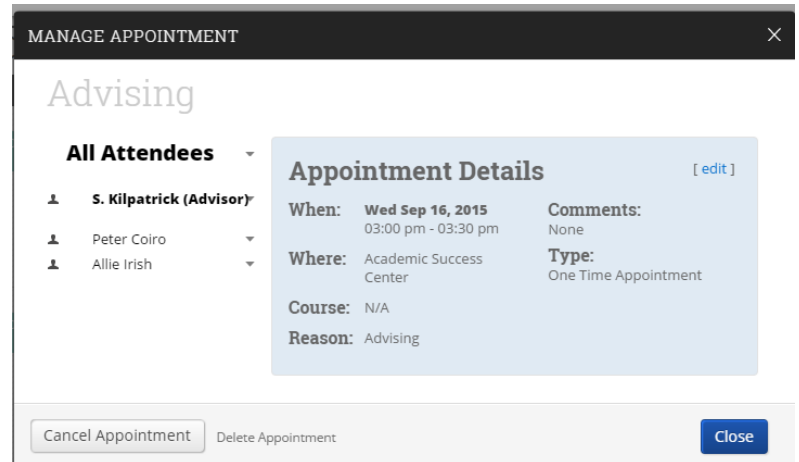 MANAGE APPOINTMENT
Advising
All Attendees
S. Kilpatrick (Advisor)
Peter Coiro
Allie Irish
Appointment Details
[ edit ]
When: Wed Sep 16, 2015
03:00 pm - 03:30 pm
Where: Academic Success
Center
Course: N/A
Reason: Advising
Comments:
None
Type:
One Time Appointment
Cancel Appointment
Delete Appointment
Close